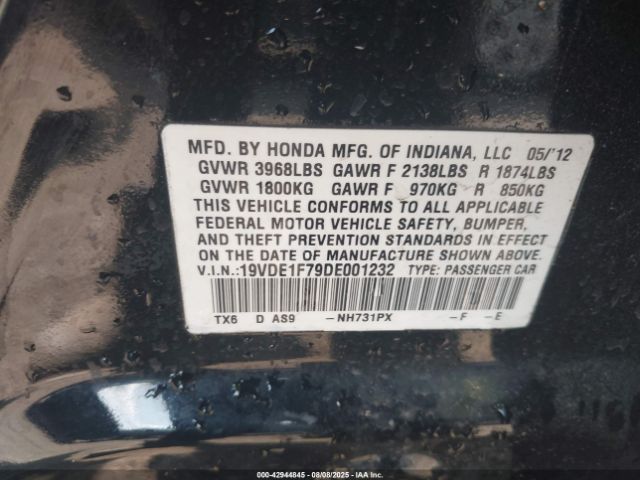 MFD. BY HONDA MFG. OF INDIANA, LLC 05/'12
GVWR 3968LBS GAWR F 2138LBS R 1874LBS
GVWR 1800KG GAWR F 970KG R 850KG
THIS VEHICLE CONFORMS TO ALL APPLICABLE
FEDERAL MOTOR VEHICLE SAFETY, BUMPER,
AND THEFT PREVENTION STANDARDS IN EFFECT
ON THE DATE OF MANUFACTURE SHOWN ABOVE.
V.I.N.: 19VDE1F79DE001232 TYPE: PASSENGER CAR
TX6 D AS9 -NH731PX -F -E
000-42944845 - 08/08/2025 - IAAI.COM